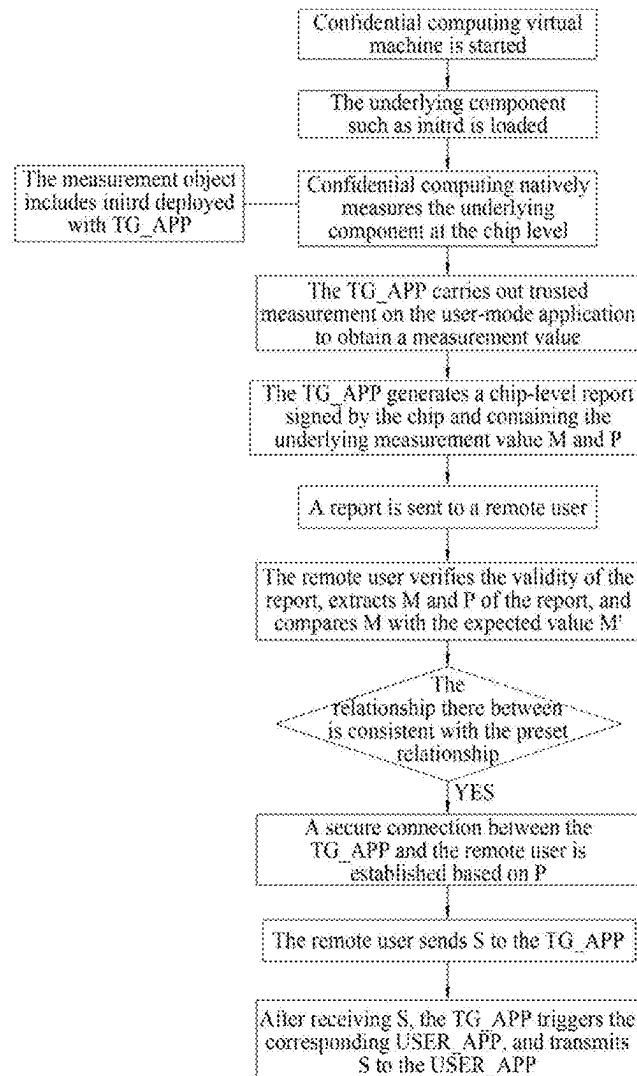 Confidential computing virtual
machine is started
The underlying component
such as initrd is loaded
The measurement object
includes initrd deployed
with TG_APP
Confidential computing natively
measures the underlying
component at the chip level
The TG_APP carries out trusted
measurement on the user-mode application
to obtain a measurement value
The TG_APP generates a chip-level report
signed by the chip and containing the
underlying measurement value M and P
A report is sent to a remote user
The remote user verifies the validity of the
report, extracts M and P of the report, and
compares M with the expected value M'
The
relationship there between
is consistent with the preset
relationship
YES
A secure connection between the
TG_APP and the remote user is
established based on P
The remote user sends S to the TG_APP
After receiving S, the TG_APP triggers the
corresponding USER_APP, and transmits
S to the USER_APP